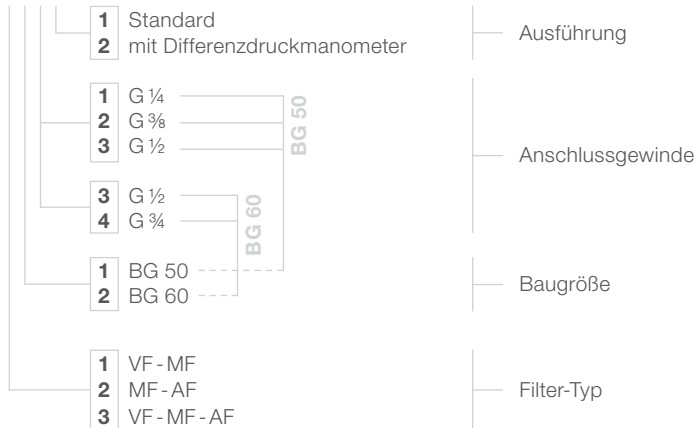 1 Standard
2 mit Differenzdruckmanometer
Ausführung
1 G ¼
2 G ⅜
3 G ½
BG 50
Anschlussgewinde
3 G ½
4 G ¾
BG 60
1 BG 50
2 BG 60
Baugröße
1 VF - MF
2 MF - AF
3 VF - MF - AF
Filter-Typ